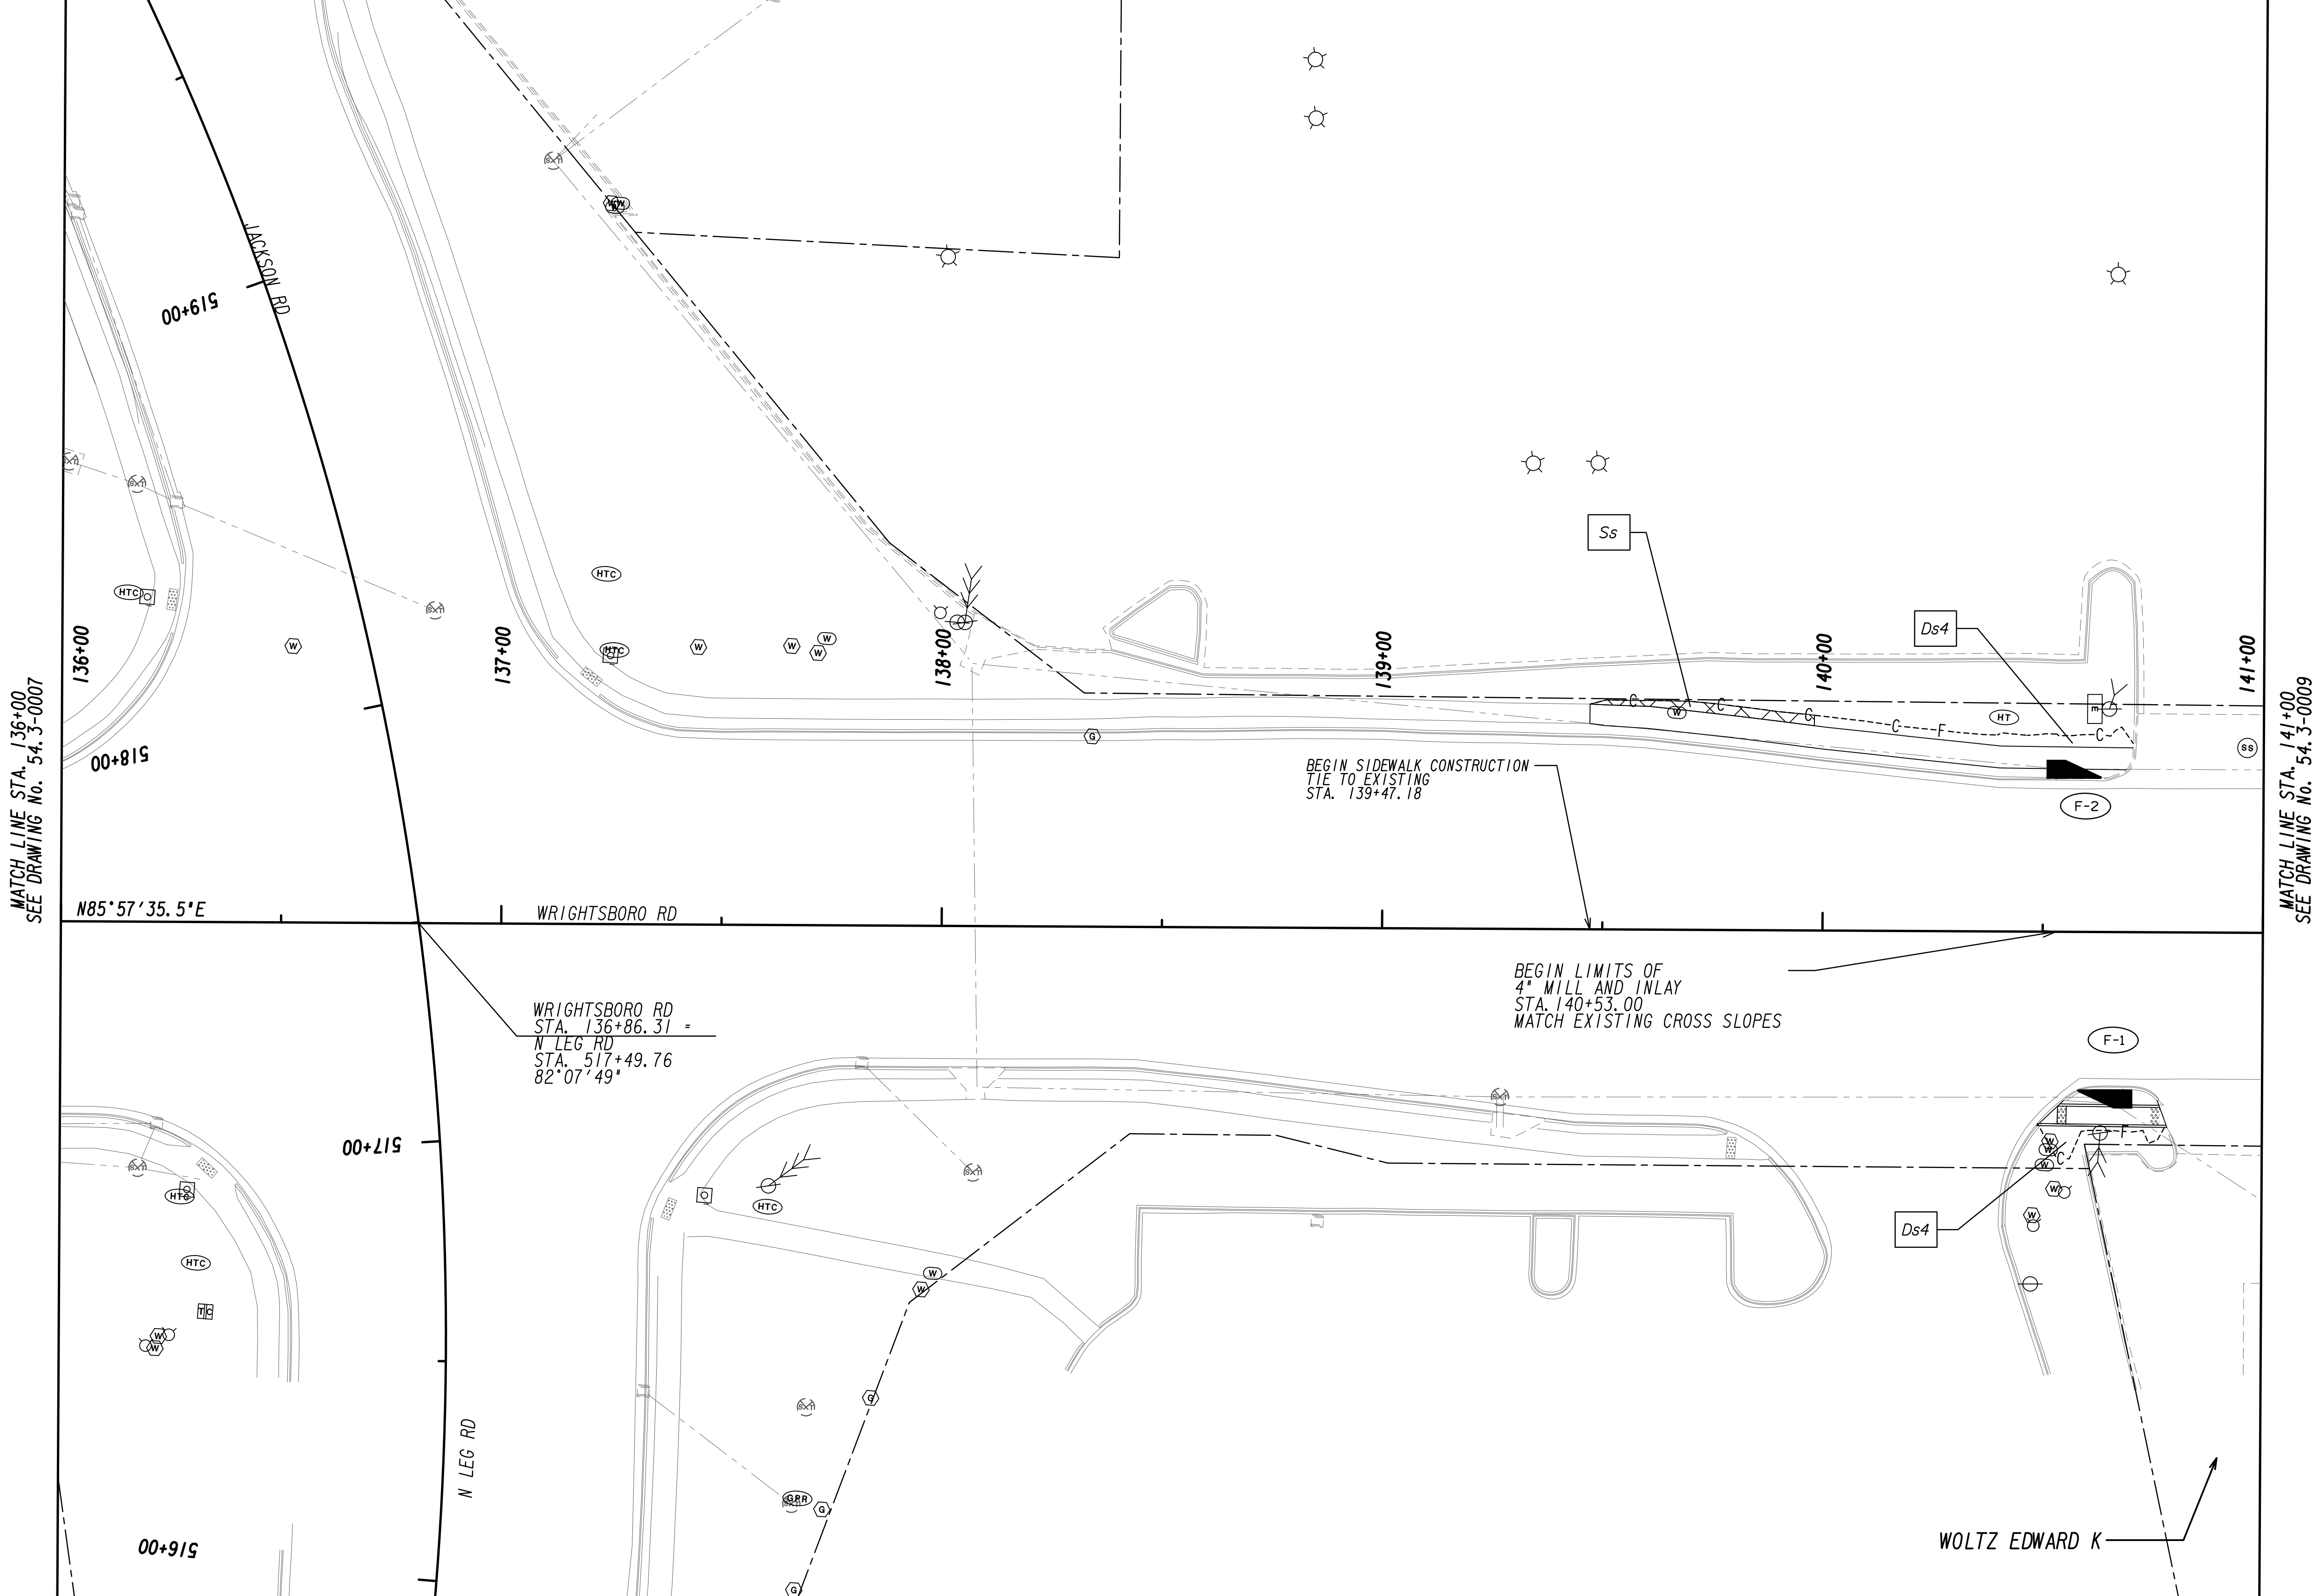 JACKSON RD
519+00
MATCH LINE STA. 136+00
SEE DRAWING No. 54.3-0007
136+00
137+00
138+00
139+00
140+00
141+00
MATCH LINE STA. 141+00
SEE DRAWING No. 54.3-0009
HTC
HTC
HTC
W
W
W
W
W
W
W
W
G
Ss
Ds4
C
C
C
C
F
C
W
HT
E
SS
F-2
518+00
BEGIN SIDEWALK CONSTRUCTION
TIE TO EXISTING
STA. 139+47.18
N85°57'35.5"E
WRIGHTSBORO RD
WRIGHTSBORO RD
STA. 136+86.31 =
N LEG RD
STA. 517+49.76
82°07'49"
BEGIN LIMITS OF
4" MILL AND INLAY
STA.140+53.00
MATCH EXISTING CROSS SLOPES
F-1
517+00
F
C
W
W
W
W
W
Ds4
HTC
HTC
HTC
TC
W
W
W
W
G
GPR
G
G
N LEG RD
516+00
WOLTZ EDWARD K